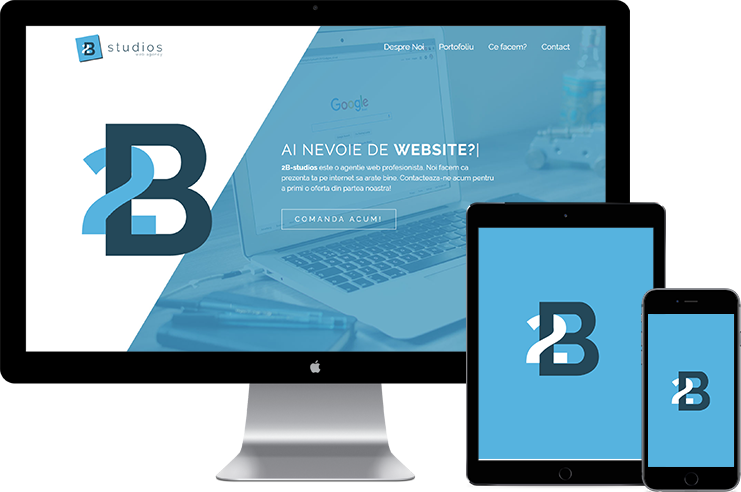 2B studios
web agency
Despre Noi Portofoliu Ce facem? Contact
Google
2B
AI NEVOIE DE WEBSITE?|
2B-studios este o agentie web profesionista. Noi facem ca
prezenta ta pe internet sa arate bine. Contacteaza-ne acum pentru
a primi o oferta din partea noastra!
COMANDA ACUM!
2B
2B